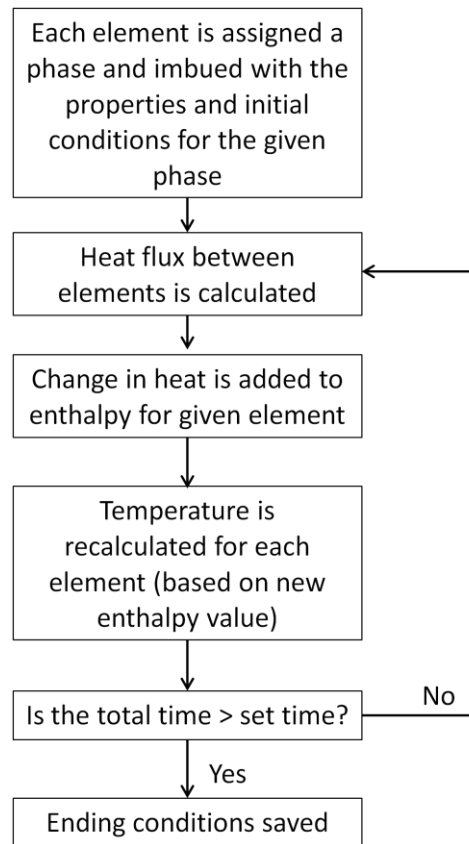 Each element is assigned a
phase and imbued with the
properties and initial
conditions for the given
phase
Heat flux between
elements is calculated
Change in heat is added to
enthalpy for given element
Temperature is
recalculated for each
element (based on new
enthalpy value)
Is the total time > set time?
No
Yes
Ending conditions saved